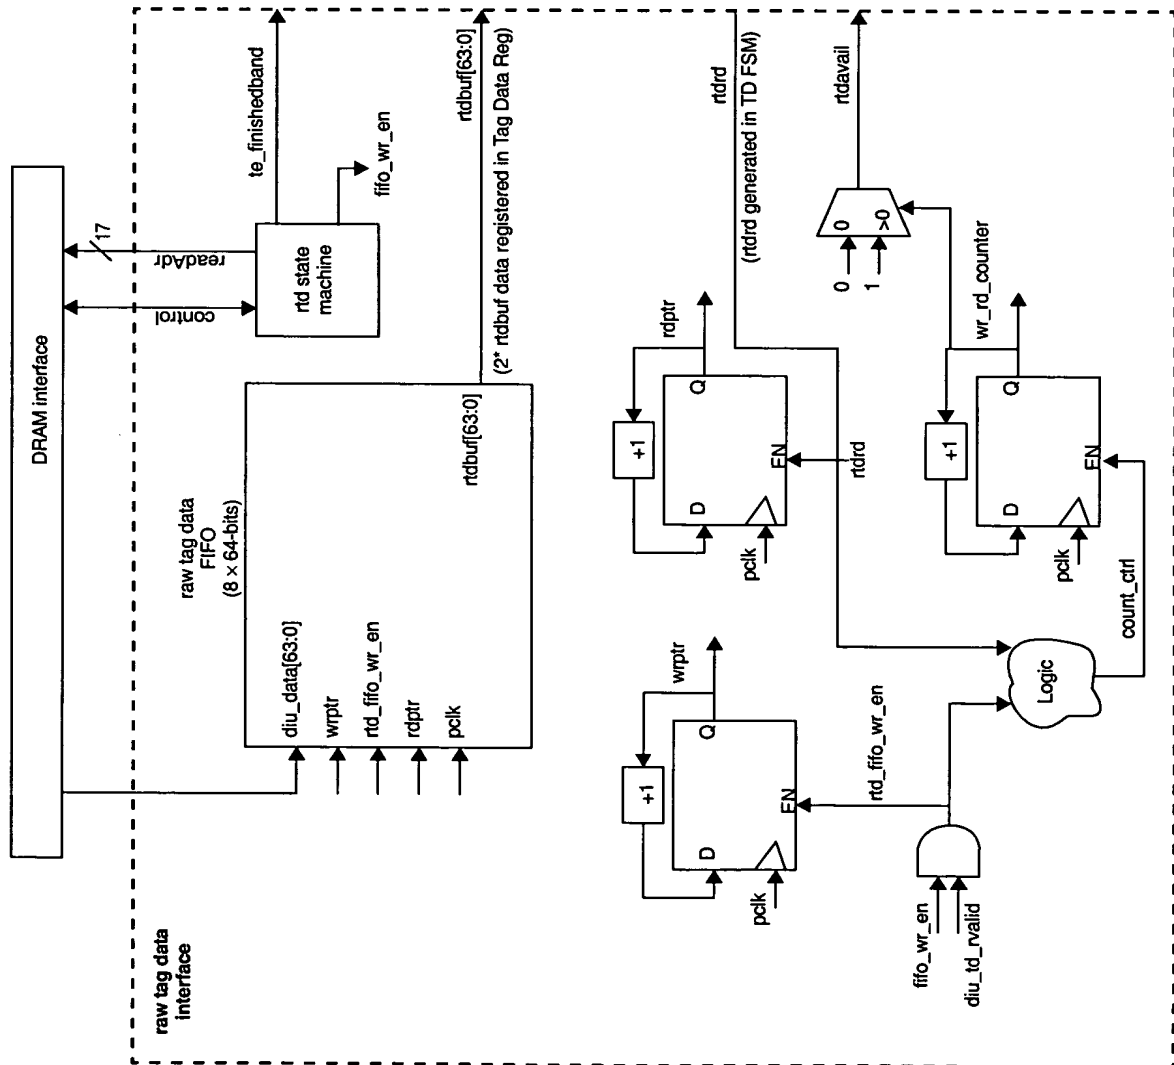 DRAM interface
17
readAdr
control
te_finishedband
fifo_wr_en
rtd state
machine
raw tag data
FIFO
(8 × 64-bits)
diu_data[63:0]
wrptr
rtd_fifo_wr_en
rdptr
pclk
rtdbuf[63:0]
rtdbuf[63:0]
(2* rtdbuf data registered in Tag Data Reg)
raw tag data
interface
rtdrd
(rtdrd generated in TD FSM)
rtdavail
0
>0
0
1
rdptr
+1
D
Q
EN
pclk
rtdrd
wr_rd_counter
+1
D
Q
EN
pclk
count_ctrl
wrptr
+1
D
Q
EN
pclk
rtd_fifo_wr_en
Logic
fifo_wr_en
diu_td_rvalid